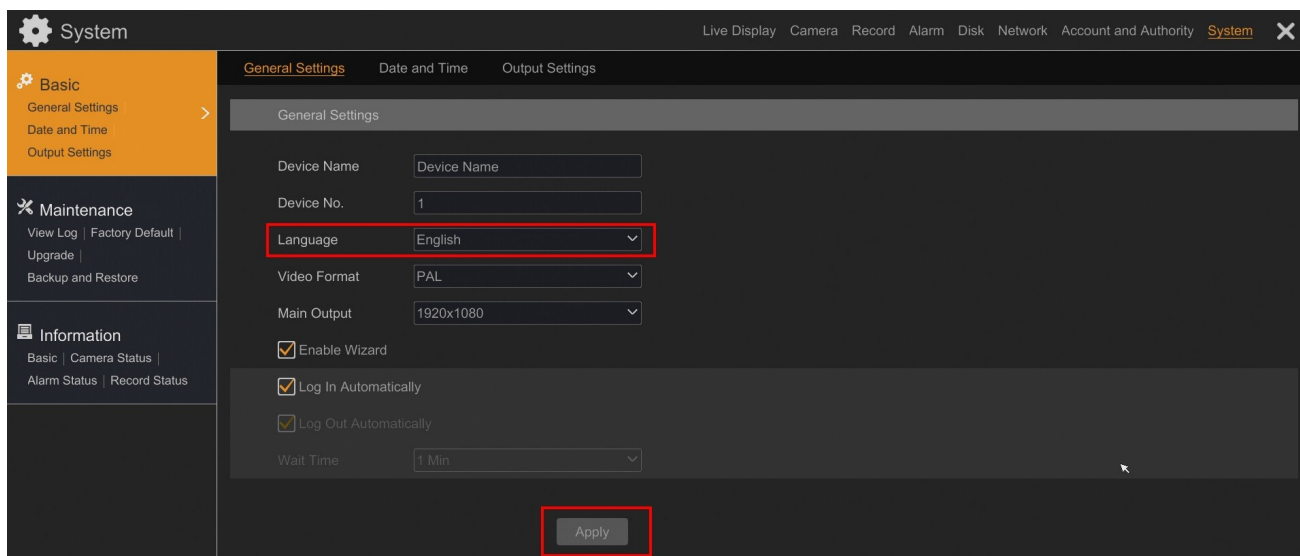 System
Live Display Camera Record Alarm Disk Network Account and Authority System
Basic
General Settings |
Date and Time |
Output Settings
Maintenance
View Log | Factory Default |
Upgrade |
Backup and Restore
Information
Basic | Camera Status |
Alarm Status | Record Status
General Settings Date and Time Output Settings
General Settings
Device Name Device Name
Device No. 1
Language English
Video Format PAL
Main Output 1920x1080
Enable Wizard
Log In Automatically
Log Out Automatically
Wait Time 1 Min
Apply